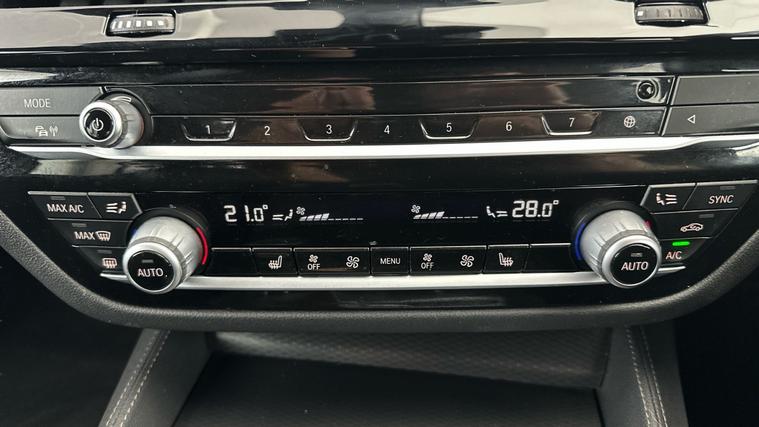 MODE
1 2 3 4 5 6 7
MAX A/C 21.0° 28.0° SYNC
MAX
AUTO OFF MENU OFF AUTO A/C